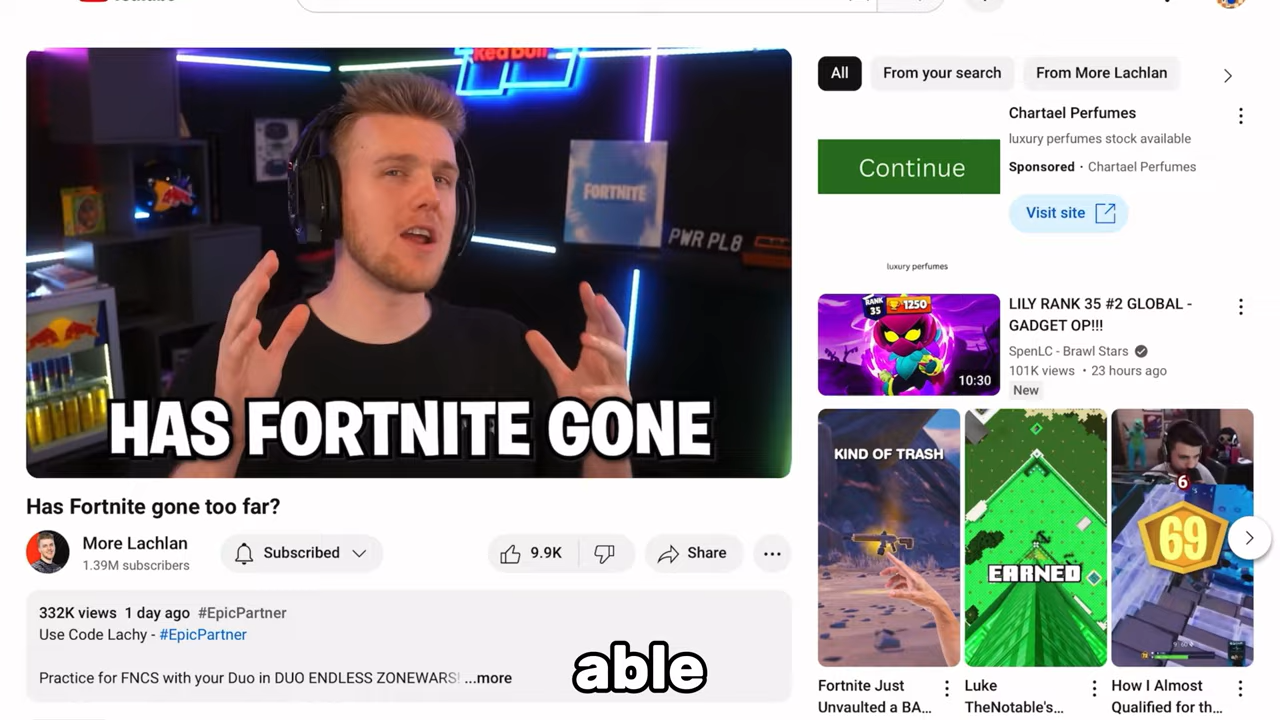 Red Bull
FORTNITE
PWR PL8
HAS FORTNITE GONE
Has Fortnite gone too far?
More Lachlan
1.39M subscribers
Subscribed
9.9K
Share
332K views 1 day ago #EpicPartner
Use Code Lachy - #EpicPartner
Practice for FNCS with your Duo in DUO ENDLESS ZONEWARS! ...more
able
All
From your search
From More Lachlan
Continue
luxury perfumes
Chartael Perfumes
luxury perfumes stock available
Sponsored · Chartael Perfumes
Visit site
RANK
35
1250
10:30
LILY RANK 35 #2 GLOBAL -
GADGET OP!!!
SpenLC - Brawl Stars
101K views • 23 hours ago
New
KIND OF TRASH
EARNED
6
69
Fortnite Just
Unvaulted a BA...
Luke
TheNotable's...
How I Almost
Qualified for th...